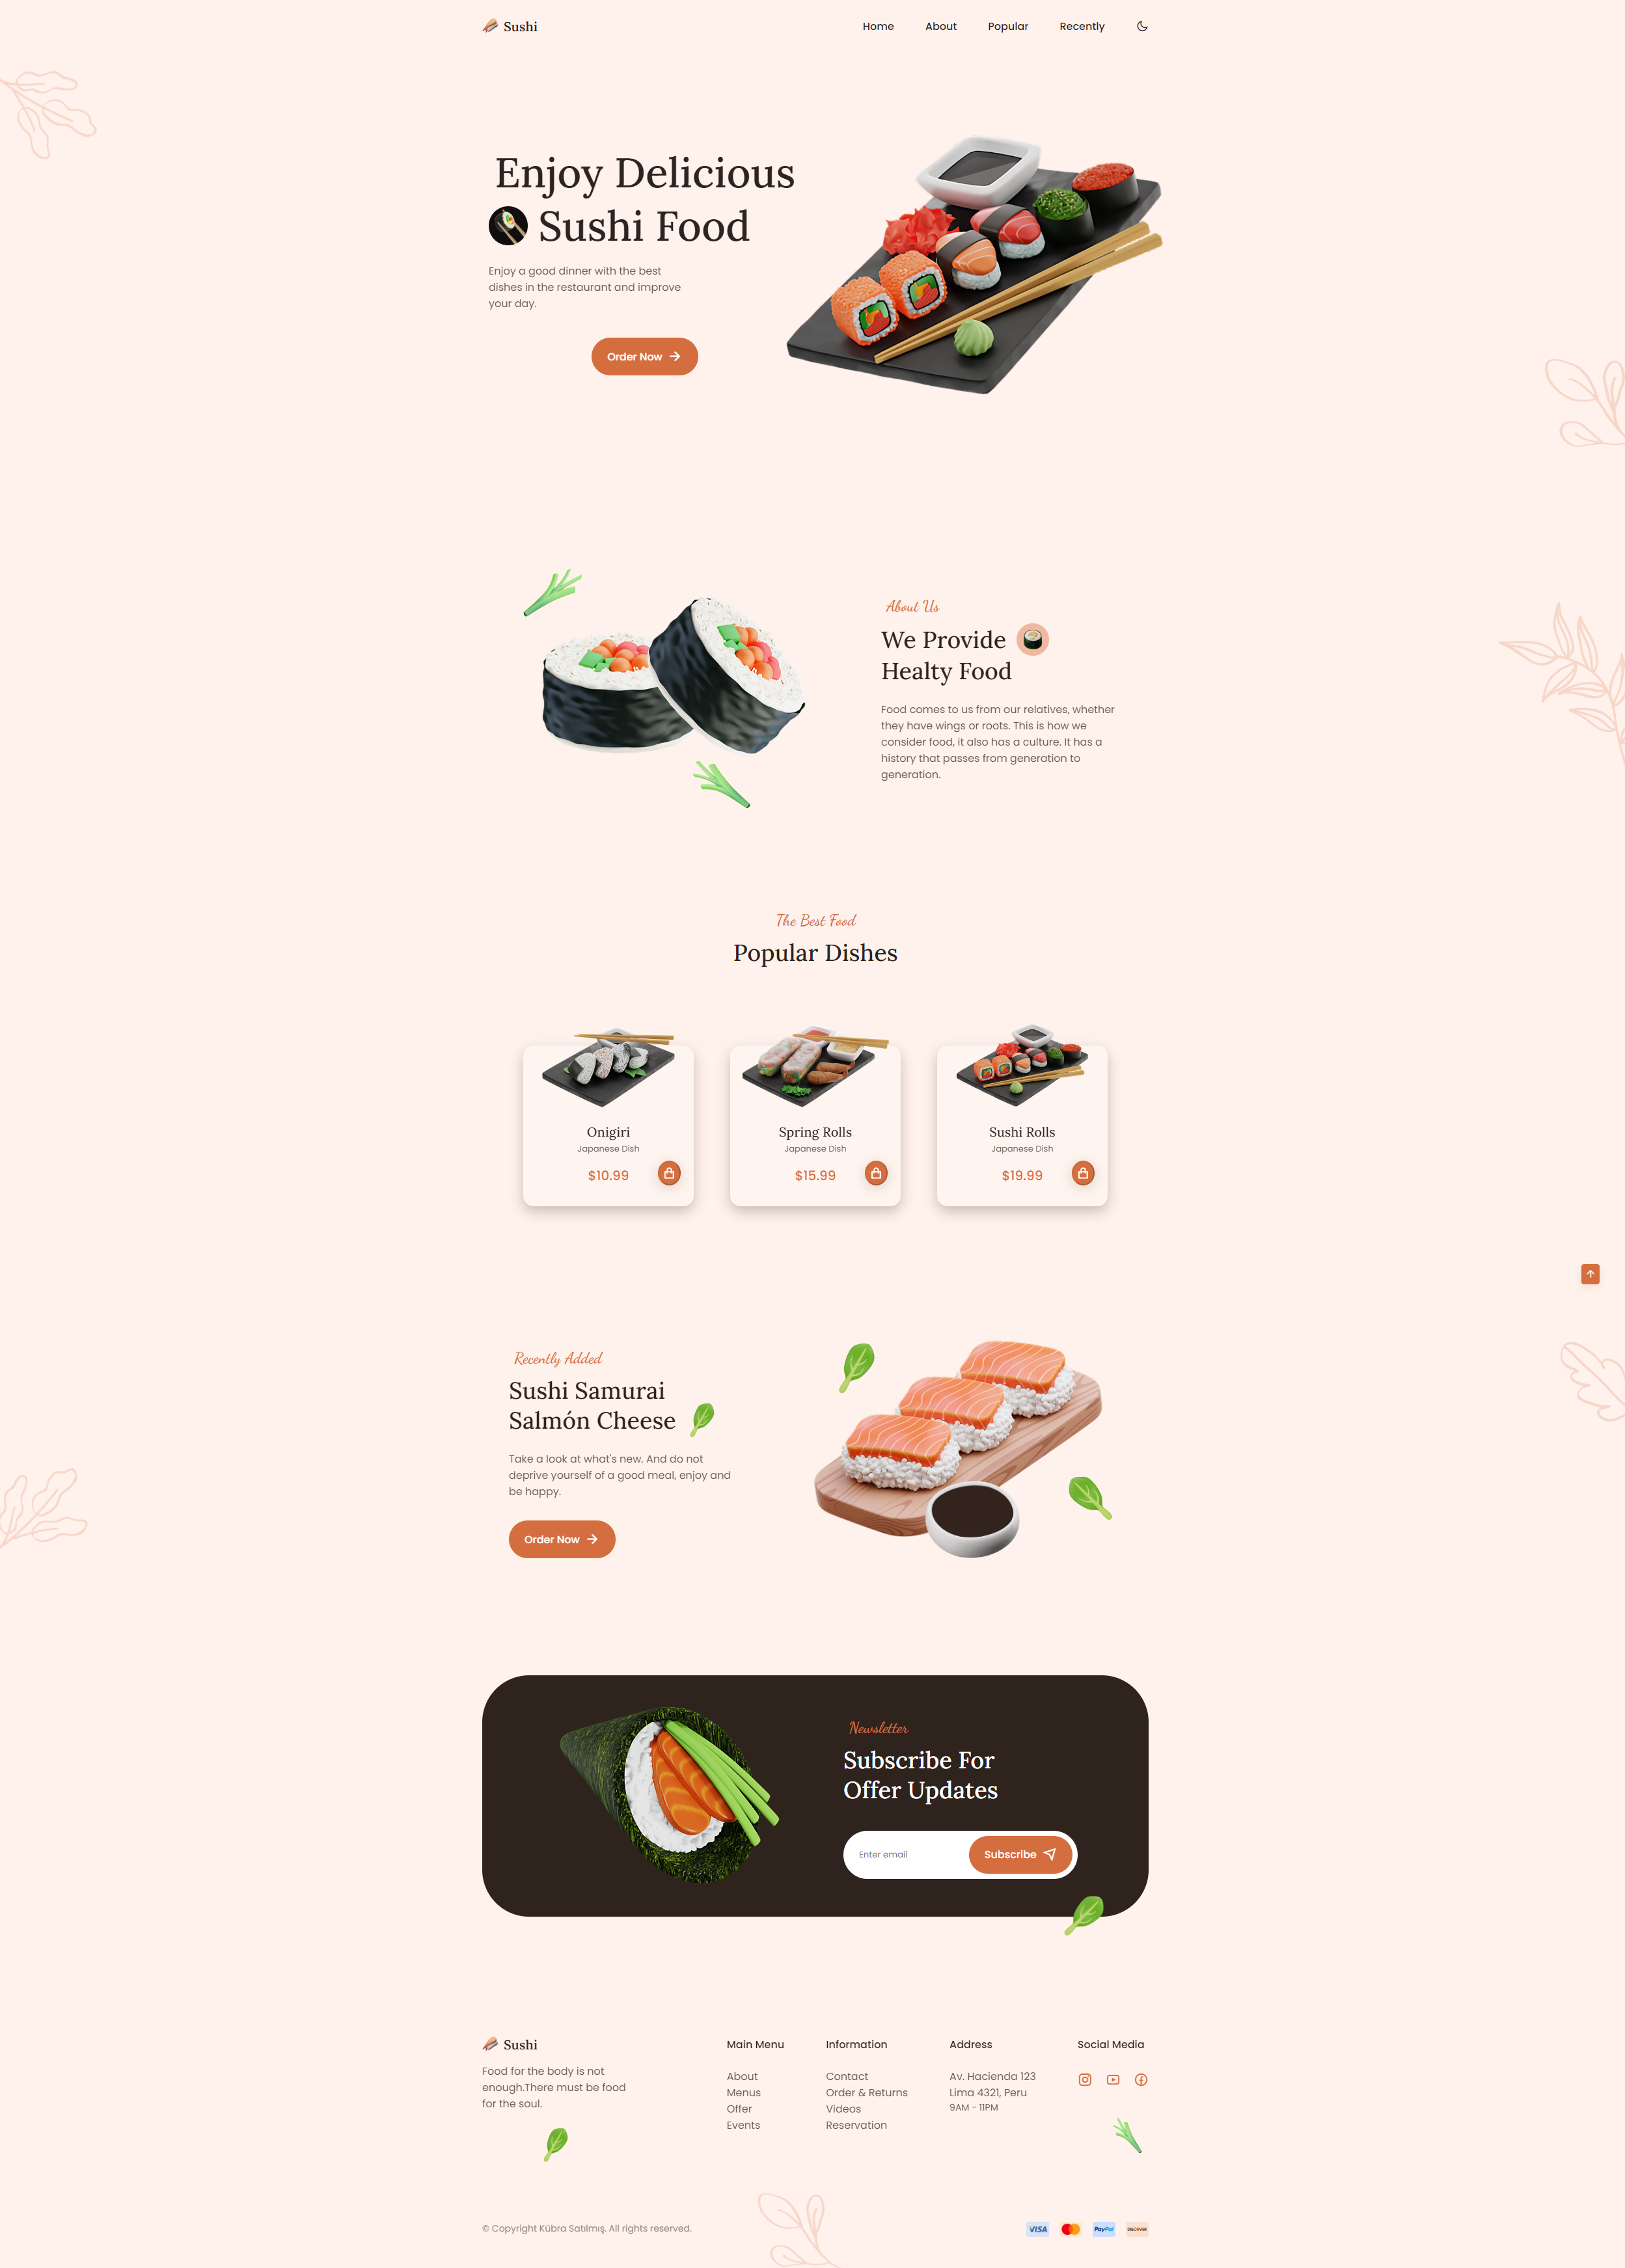 Sushi
Home
About
Popular
Recently
Enjoy Delicious
Sushi Food
Enjoy a good dinner with the best
dishes in the restaurant and improve
your day.
Order Now
About Us
We Provide
Healty Food
Food comes to us from our relatives, whether
they have wings or roots. This is how we
consider food, it also has a culture. It has a
history that passes from generation to
generation.
The Best Food
Popular Dishes
Onigiri
Japanese Dish
$10.99
Spring Rolls
Japanese Dish
$15.99
Sushi Rolls
Japanese Dish
$19.99
Recently Added
Sushi Samurai
Salmón Cheese
Take a look at what's new. And do not
deprive yourself of a good meal, enjoy and
be happy.
Order Now
Newsletter
Subscribe For
Offer Updates
Enter email
Subscribe
Sushi
Food for the body is not
enough.There must be food
for the soul.
Main Menu
About
Menus
Offer
Events
Information
Contact
Order & Returns
Videos
Reservation
Address
Av. Hacienda 123
Lima 4321, Peru
9AM - 11PM
Social Media
© Copyright Kübra Satılmış. All rights reserved.
VISA
PayPal
DISCOVER